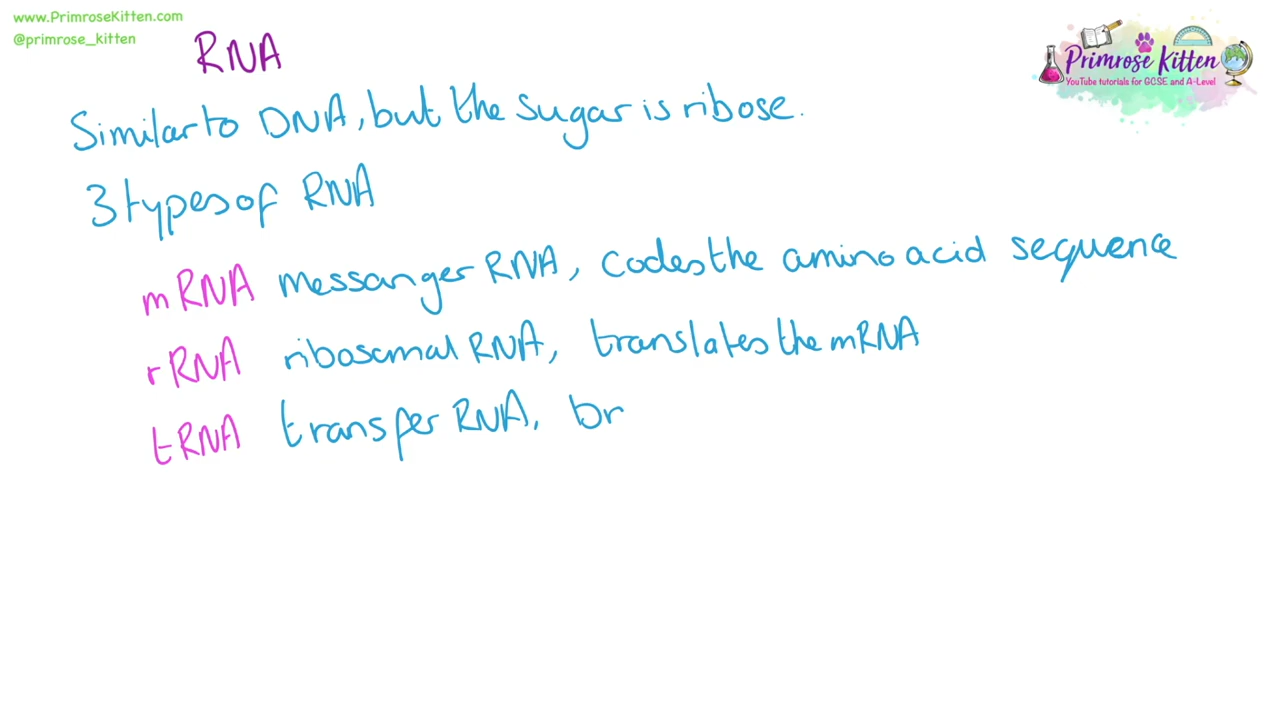 www.PrimroseKitten.com
@primrose_kitten
RNA
Primrose Kitten
YouTube tutorials for GCSE and A-Level
Similar to DNA, but the sugar is ribose.
3 types of RNA
mRNA messanger RNA, codes the amino acid sequence
rRNA ribosomal RNA, translates the mRNA
tRNA transfer RNA, br